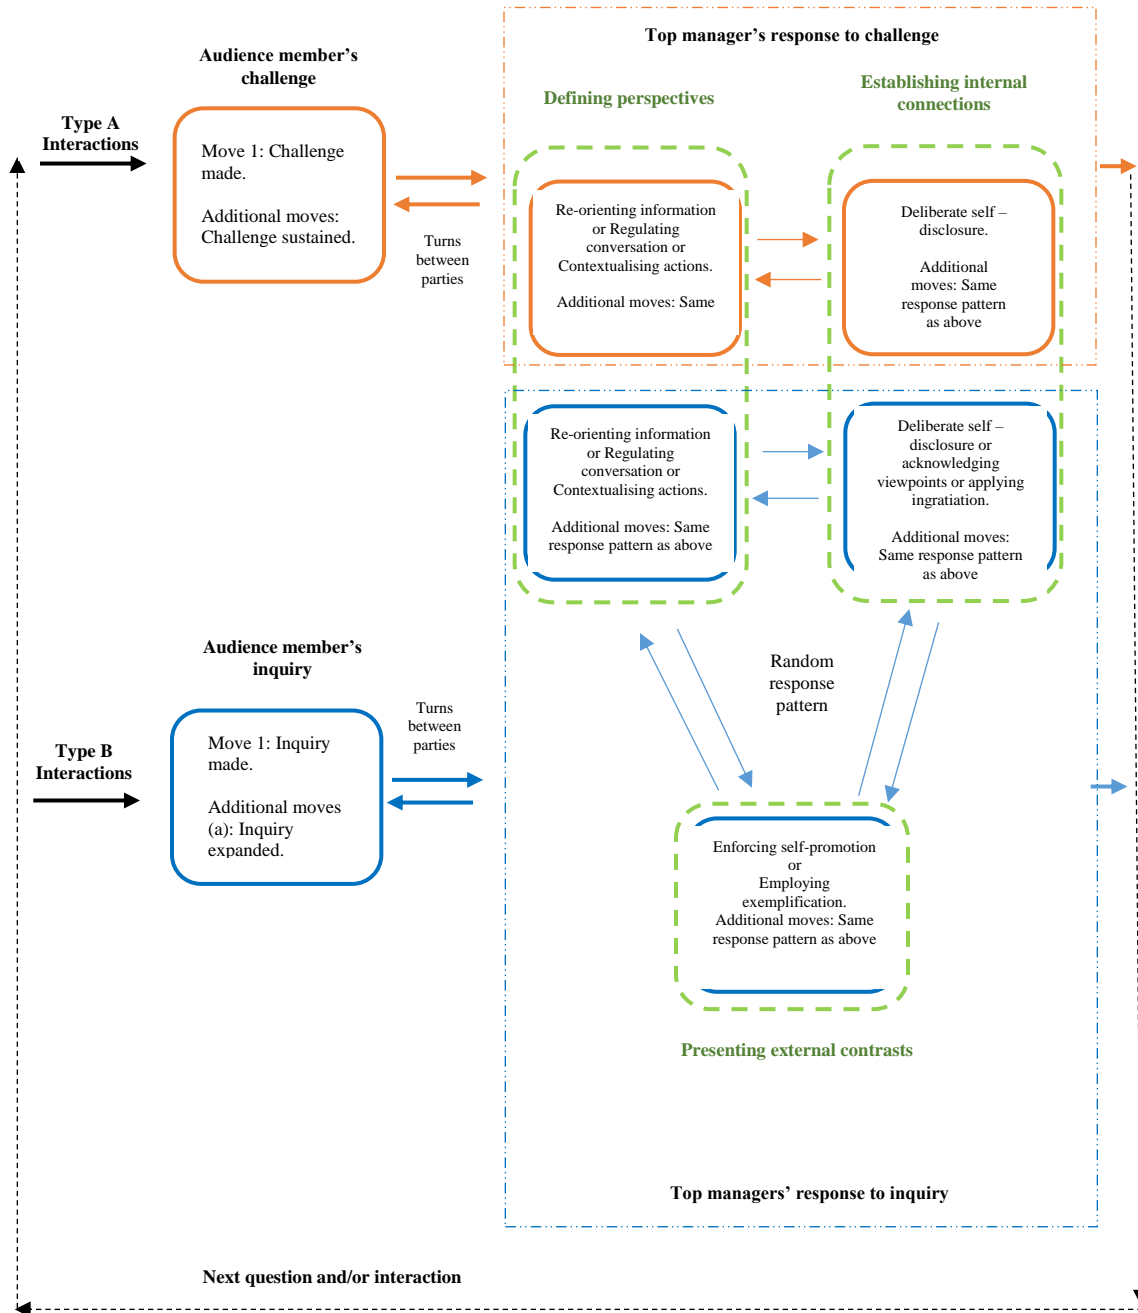 Top manager's response to challenge
Audience member's
challenge
Defining perspectives
Establishing internal
connections
Type A
Interactions
Move 1: Challenge
made.
Additional moves:
Challenge sustained.
Turns
between
parties
Re-orienting information
or Regulating
conversation or
Contextualising actions.
Additional moves: Same
Deliberate self –
disclosure.
Additional
moves: Same
response pattern
as above
Re-orienting information
or Regulating
conversation or
Contextualising actions.
Additional moves: Same
response pattern as above
Deliberate self –
disclosure or
acknowledging
viewpoints or applying
ingratiation.
Additional moves:
Same response pattern
as above
Audience member's
inquiry
Type B
Interactions
Move 1: Inquiry
made.
Additional moves
(a): Inquiry
expanded.
Turns
between
parties
Random
response
pattern
Enforcing self-promotion
or
Employing
exemplification.
Additional moves: Same
response pattern as above
Presenting external contrasts
Top managers' response to inquiry
Next question and/or interaction